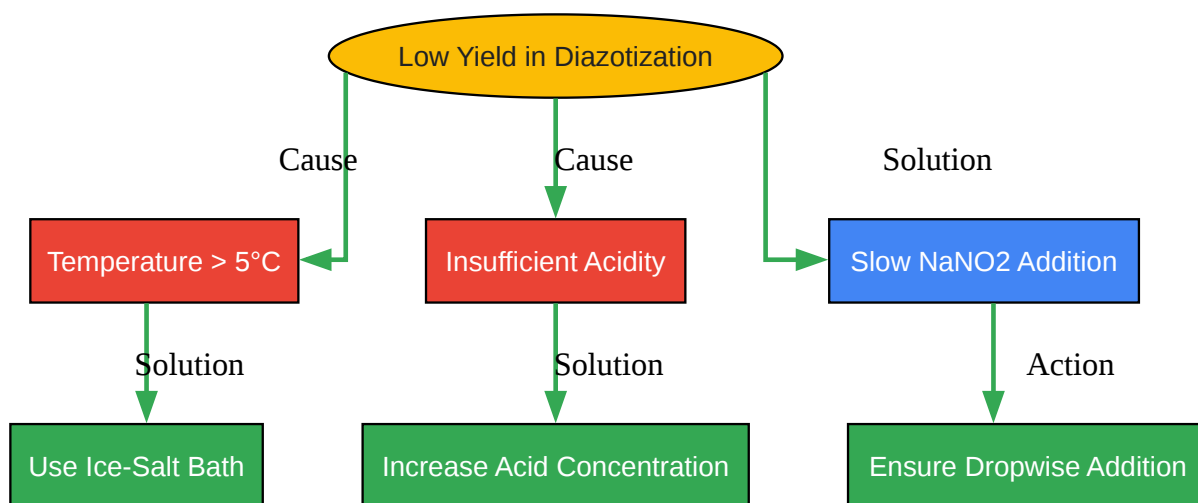 Low Yield in Diazotization
Cause
Cause
Solution
Temperature > 5°C
Insufficient Acidity
Slow NaNO2 Addition
Solution
Solution
Action
Use Ice-Salt Bath
Increase Acid Concentration
Ensure Dropwise Addition